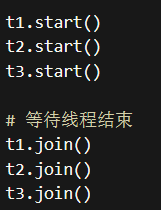 t1.start()
t2.start()
t3.start()
# 等待线程结束
t1.join()
t2.join()
t3.join()